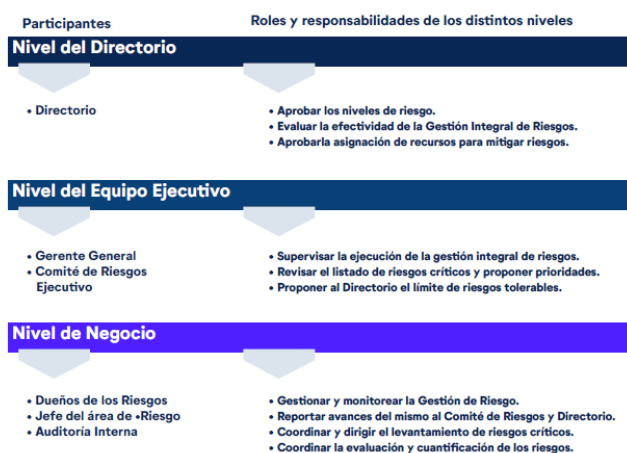 Participantes
Roles y responsabilidades de los distintos niveles
Nivel del Directorio
• Directorio
• Aprobar los niveles de riesgo.
• Evaluar la efectividad de la Gestión Integral de Riesgos.
• Aprobarla asignación de recursos para mitigar riesgos.
Nivel del Equipo Ejecutivo
• Gerente General
• Comité de Riesgos
Ejecutivo
• Supervisar la ejecución de la gestión integral de riesgos.
• Revisar el listado de riesgos críticos y proponer prioridades.
• Proponer al Directorio el límite de riesgos tolerables.
Nivel de Negocio
• Dueños de los Riesgos
• Jefe del área de •Riesgo
• Auditoría Interna
• Gestionar y monitorear la Gestión de Riesgo.
• Reportar avances del mismo al Comité de Riesgos y Directorio.
• Coordinar y dirigir el levantamiento de riesgos críticos.
• Coordinar la evaluación y cuantificación de los riesgos.